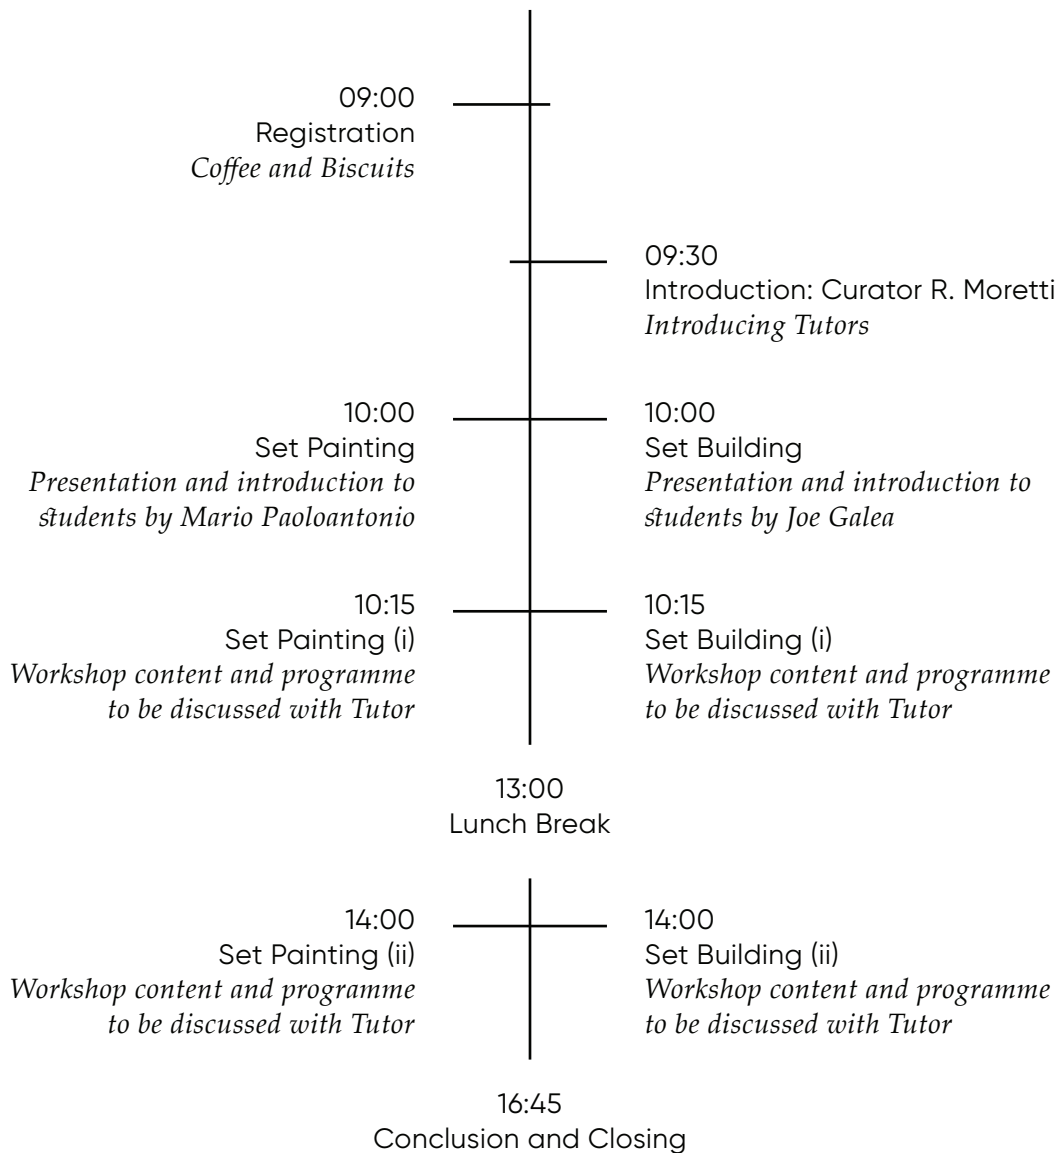 09:00
Registration
Coffee and Biscuits
09:30
Introduction: Curator R. Moretti
Introducing Tutors
10:00
Set Painting
Presentation and introduction to
students by Mario Paoloantonio
10:00
Set Building
Presentation and introduction to
students by Joe Galea
10:15
Set Painting (i)
Workshop content and programme
to be discussed with Tutor
10:15
Set Building (i)
Workshop content and programme
to be discussed with Tutor
13:00
Lunch Break
14:00
Set Painting (ii)
Workshop content and programme
to be discussed with Tutor
14:00
Set Building (ii)
Workshop content and programme
to be discussed with Tutor
16:45
Conclusion and Closing